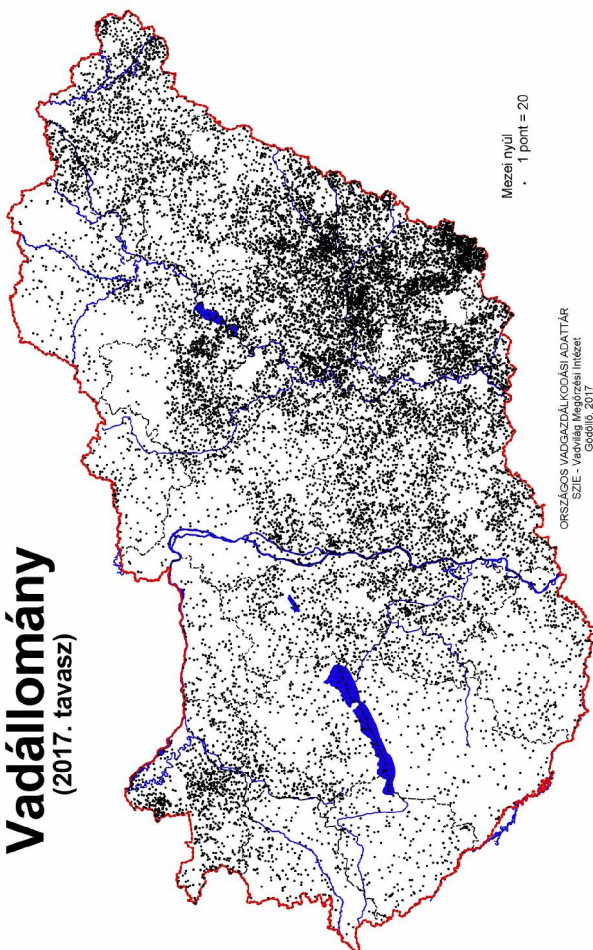 Vadállomány
(2017. tavasz)
Mezei nyúl
· 1 pont = 20
ORSZÁGOS VADGAZDÁLKODÁSI ADATTÁR
SZIE - Vadvilág Megőrzési Intézet
Gödöllő, 2017